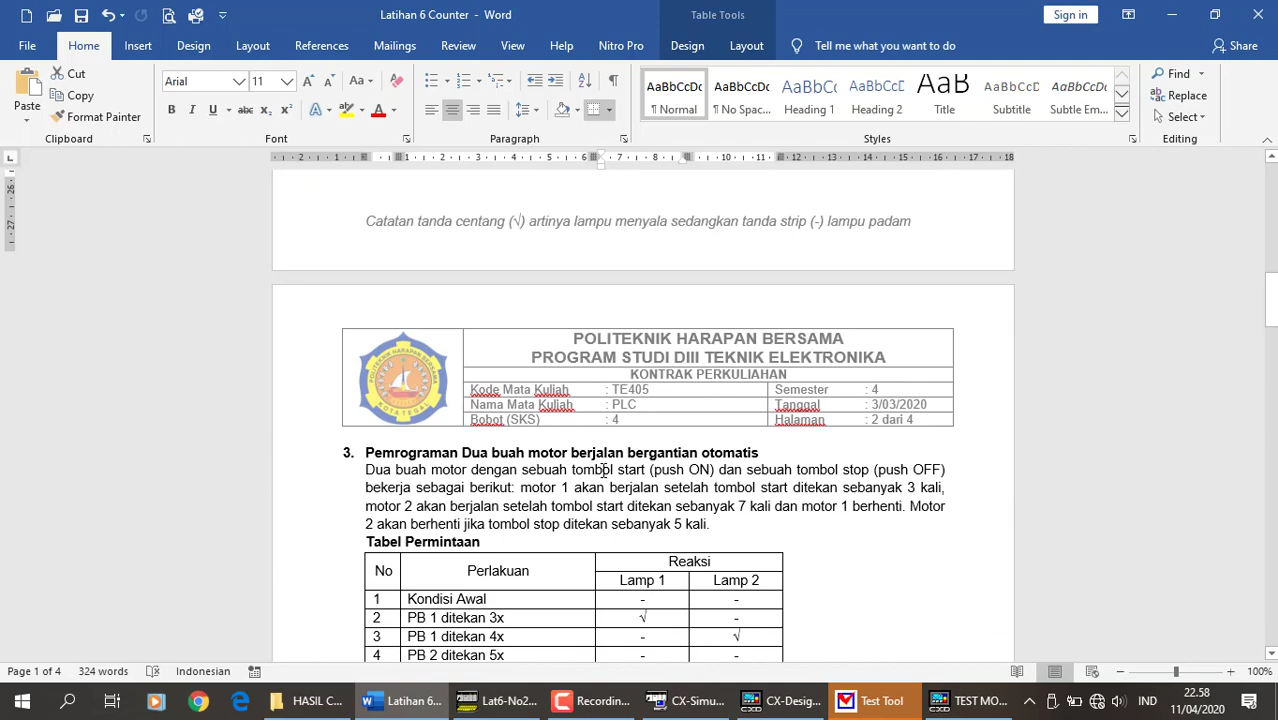 Latihan 6 Counter - Word
Table Tools
Sign in
File
Home
Insert
Design
Layout
References
Mailings
Review
View
Help
Nitro Pro
Design
Layout
Tell me what you want to do
Share
Paste
Cut
Copy
Format Painter
Clipboard
Arial
11
Font
Paragraph
AaBbCcDc
¶ Normal
AaBbCcDc
¶ No Spac...
AaBbCc
Heading 1
AaBbCcD
Heading 2
AaB
Title
AaBbCcD
Subtitle
AaBbCcDc
Subtle Em...
Styles
Find
Replace
Select
Editing
Catatan tanda centang (√) artinya lampu menyala sedangkan tanda strip (-) lampu padam
POLITEKNIK HARAPAN BERSAMA
PROGRAM STUDI DIII TEKNIK ELEKTRONIKA
KONTRAK PERKULIAHAN
Kode Mata Kuliah : TE405 Semester : 4
Nama Mata Kuliah : PLC Tanggal : 3/03/2020
Bobot (SKS) : 4 Halaman : 2 dari 4
3. Pemrograman Dua buah motor berjalan bergantian otomatis
Dua buah motor dengan sebuah tombol start (push ON) dan sebuah tombol stop (push OFF)
bekerja sebagai berikut: motor 1 akan berjalan setelah tombol start ditekan sebanyak 3 kali,
motor 2 akan berjalan setelah tombol start ditekan sebanyak 7 kali dan motor 1 berhenti. Motor
2 akan berhenti jika tombol stop ditekan sebanyak 5 kali.
Tabel Permintaan
No Perlakuan Reaksi
Lamp 1 Lamp 2
1 Kondisi Awal - -
2 PB 1 ditekan 3x √ -
3 PB 1 ditekan 4x - √
4 PB 2 ditekan 5x - -
Page 1 of 4
324 words
Indonesian
100%
HASIL C...
Latihan 6...
Lat6-No2...
Recording...
CX-Simu...
CX-Desig...
Test Tool
TEST MO...
IND
22.58
11/04/2020